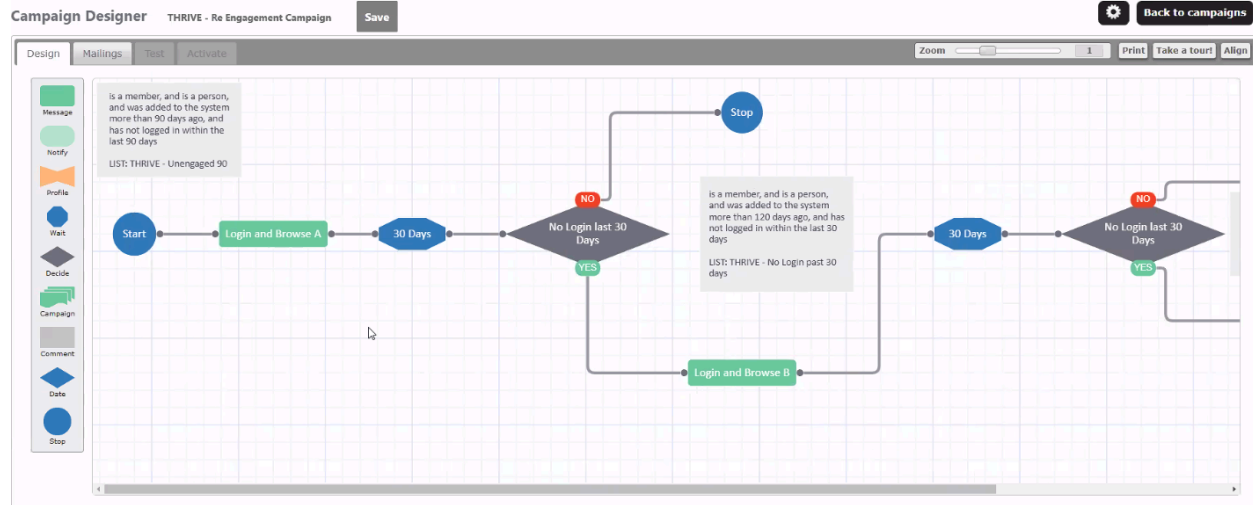 Campaign Designer
THRIVE - Re Engagement Campaign
Save
Back to campaigns
Design
Mailings
Test
Activate
Zoom
1
Print
Take a tour!
Align
Message
Notify
Profile
Wait
Decide
Campaign
Comment
Date
Stop
is a member, and is a person,
and was added to the system
more than 90 days ago, and
has not logged in within the
last 90 days
LIST: THRIVE - Unengaged 90
Start
Login and Browse A
30 Days
NO
No Login last 30
Days
YES
Stop
is a member, and is a person,
and was added to the system
more than 120 days ago, and has
not logged in within the last 30
days
LIST: THRIVE - No Login past 30
days
Login and Browse B
30 Days
NO
No Login last 30
Days
YES